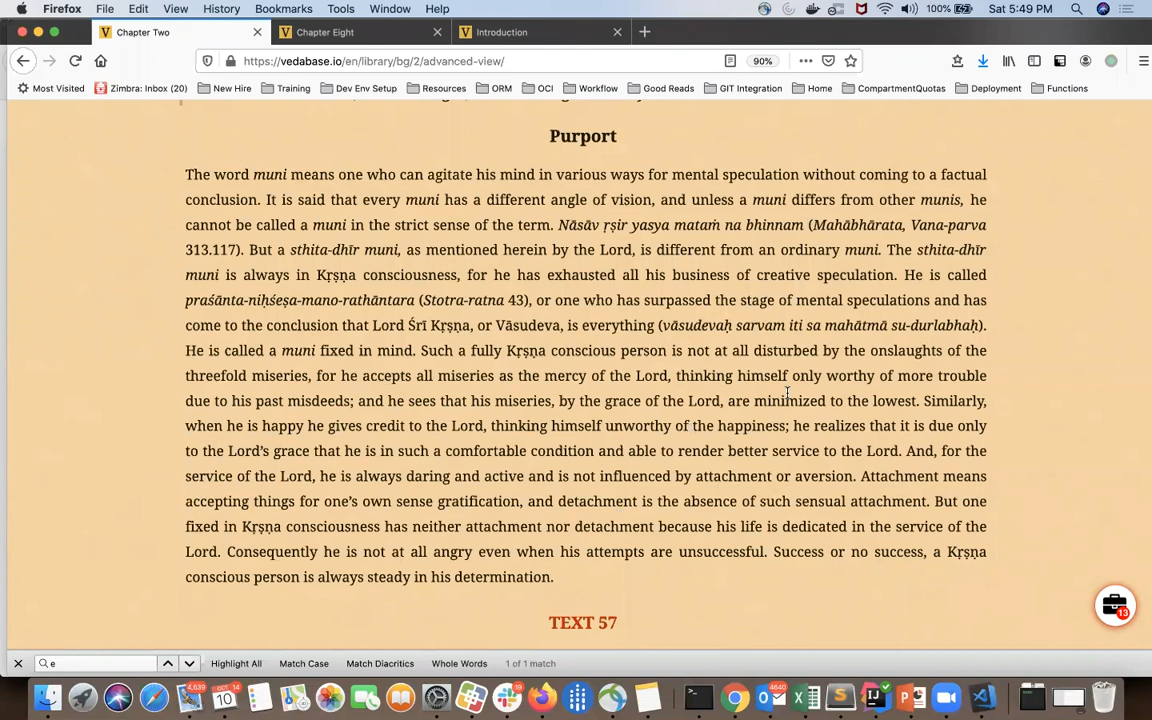 Firefox File Edit View History Bookmarks Tools Window Help 100% Sat 5:49 PM
Chapter Two Chapter Eight Introduction
https://vedabase.io/en/library/bg/2/advanced-view/ 90%
Most Visited Zimbra: Inbox (20) New Hire Training Dev Env Setup Resources ORM OCI Workflow Good Reads GIT Integration Home CompartmentQuotas Deployment Functions
Purport
The word muni means one who can agitate his mind in various ways for mental speculation without coming to a factual
conclusion. It is said that every muni has a different angle of vision, and unless a muni differs from other munis, he
cannot be called a muni in the strict sense of the term. Nāsāv ṛṣir yasya mataṁ na bhinnam (Mahābhārata, Vana-parva
313.117). But a sthita-dhīr muni, as mentioned herein by the Lord, is different from an ordinary muni. The sthita-dhīr
muni is always in Kṛṣṇa consciousness, for he has exhausted all his business of creative speculation. He is called
praśānta-niḥśeṣa-mano-rathāntara (Stotra-ratna 43), or one who has surpassed the stage of mental speculations and has
come to the conclusion that Lord Śrī Kṛṣṇa, or Vāsudeva, is everything (vāsudevaḥ sarvam iti sa mahātmā su-durlabhaḥ).
He is called a muni fixed in mind. Such a fully Kṛṣṇa conscious person is not at all disturbed by the onslaughts of the
threefold miseries, for he accepts all miseries as the mercy of the Lord, thinking himself only worthy of more trouble
due to his past misdeeds; and he sees that his miseries, by the grace of the Lord, are minimized to the lowest. Similarly,
when he is happy he gives credit to the Lord, thinking himself unworthy of the happiness; he realizes that it is due only
to the Lord's grace that he is in such a comfortable condition and able to render better service to the Lord. And, for the
service of the Lord, he is always daring and active and is not influenced by attachment or aversion. Attachment means
accepting things for one's own sense gratification, and detachment is the absence of such sensual attachment. But one
fixed in Kṛṣṇa consciousness has neither attachment nor detachment because his life is dedicated in the service of the
Lord. Consequently he is not at all angry even when his attempts are unsuccessful. Success or no success, a Kṛṣṇa
conscious person is always steady in his determination.
TEXT 57
13
e Highlight All Match Case Match Diacritics Whole Words 1 of 1 match
4,639 OCT 10 14 19 4640